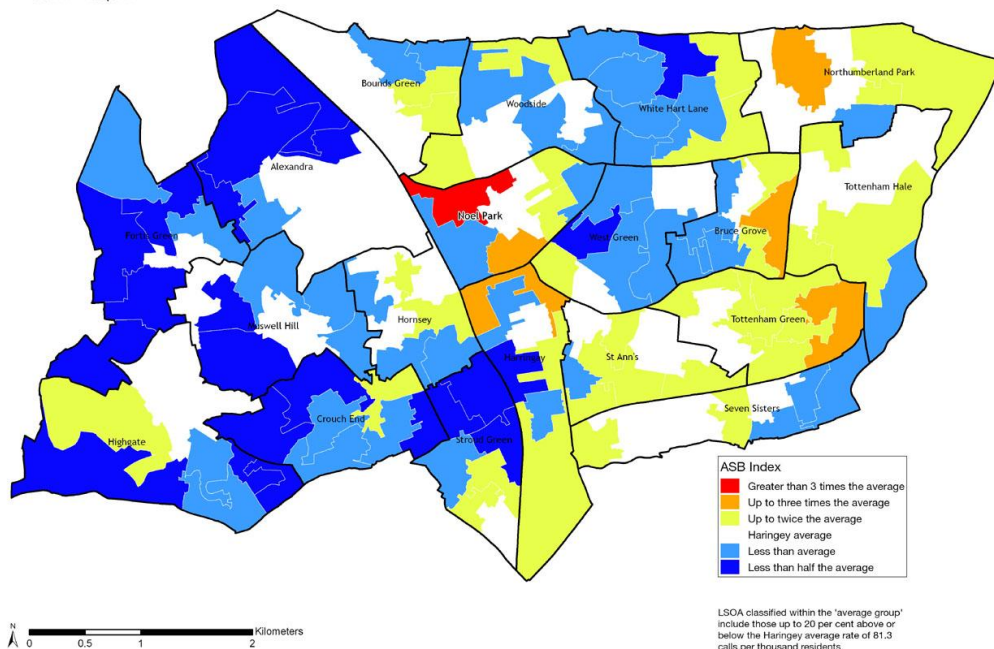 Bounds Green
Woodside
White Hart Lane
Northumberland Park
Alexandra
Fortis Green
Noel Park
West Green
Bruce Grove
Tottenham Hale
Muswell Hill
Hornsey
Harringay
St Ann's
Tottenham Green
Crouch End
Stroud Green
Seven Sisters
Highgate
ASB Index
Greater than 3 times the average
Up to three times the average
Up to twice the average
Haringey average
Less than average
Less than half the average
N
0 0.5 1 2 Kilometers
LSOA classified within the 'average group'
include those up to 20 per cent above or
below the Haringey average rate of 81.3
calls per thousand residents